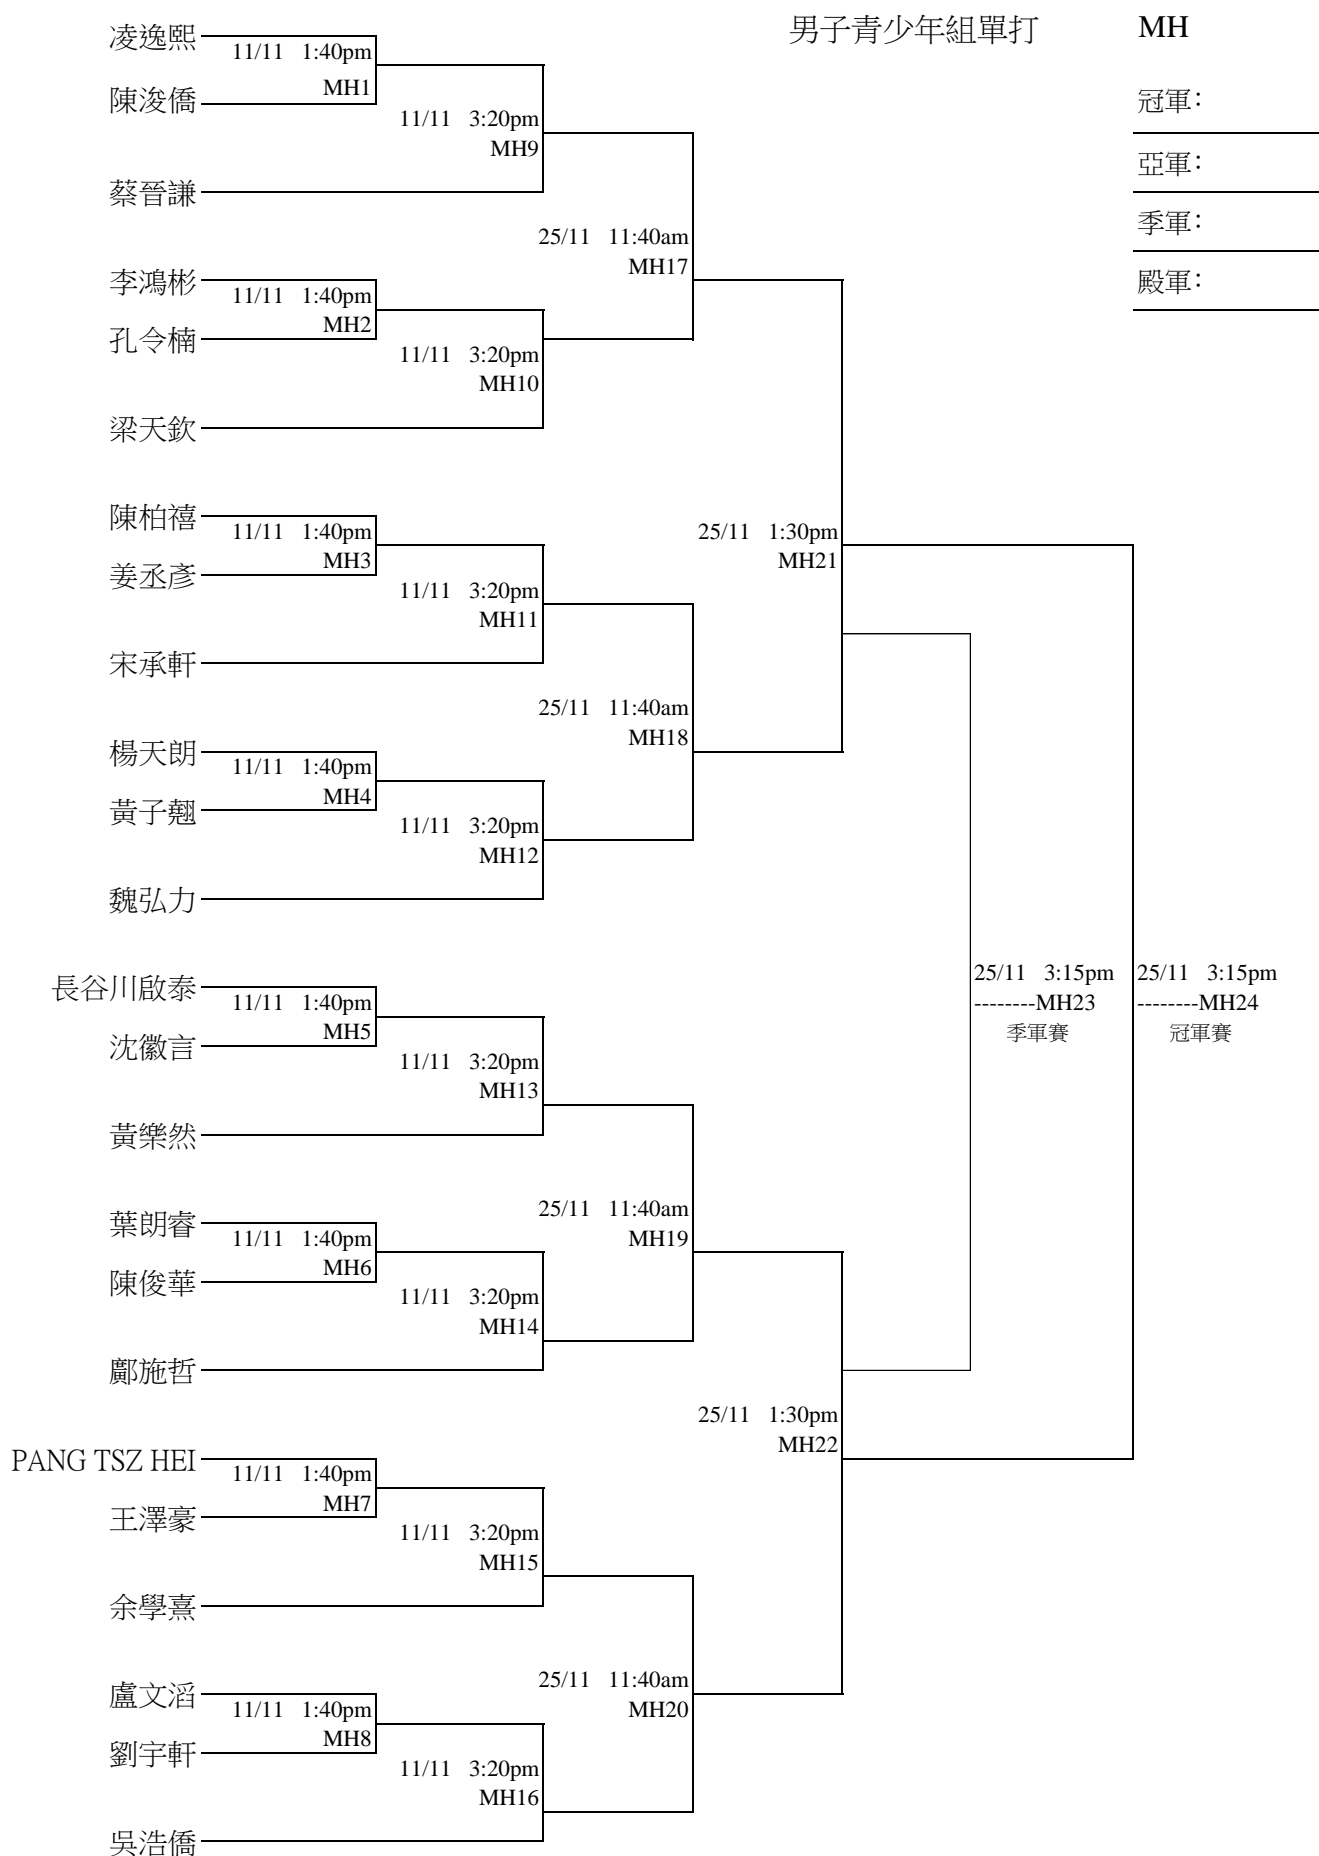 男子青少年組單打 MH
冠軍：
亞軍：
季軍：
殿軍：
凌逸熙
11/11 1:40pm
MH1
陳浚僑
11/11 3:20pm
MH9
蔡晉謙
25/11 11:40am
MH17
李鴻彬
11/11 1:40pm
MH2
孔令楠
11/11 3:20pm
MH10
梁天欽
陳柏禧
11/11 1:40pm
MH3
25/11 1:30pm
MH21
姜丞彥
11/11 3:20pm
MH11
宋承軒
25/11 11:40am
MH18
楊天朗
11/11 1:40pm
MH4
黃子翹
11/11 3:20pm
MH12
魏弘力
長谷川啟泰
11/11 1:40pm
MH5
25/11 3:15pm
--------MH23
季軍賽
25/11 3:15pm
--------MH24
冠軍賽
沈徽言
11/11 3:20pm
MH13
黃樂然
25/11 11:40am
MH19
葉朗睿
11/11 1:40pm
MH6
陳俊華
11/11 3:20pm
MH14
鄺施哲
25/11 1:30pm
MH22
PANG TSZ HEI
11/11 1:40pm
MH7
王澤豪
11/11 3:20pm
MH15
余學熹
25/11 11:40am
MH20
盧文滔
11/11 1:40pm
MH8
劉宇軒
11/11 3:20pm
MH16
吳浩僑